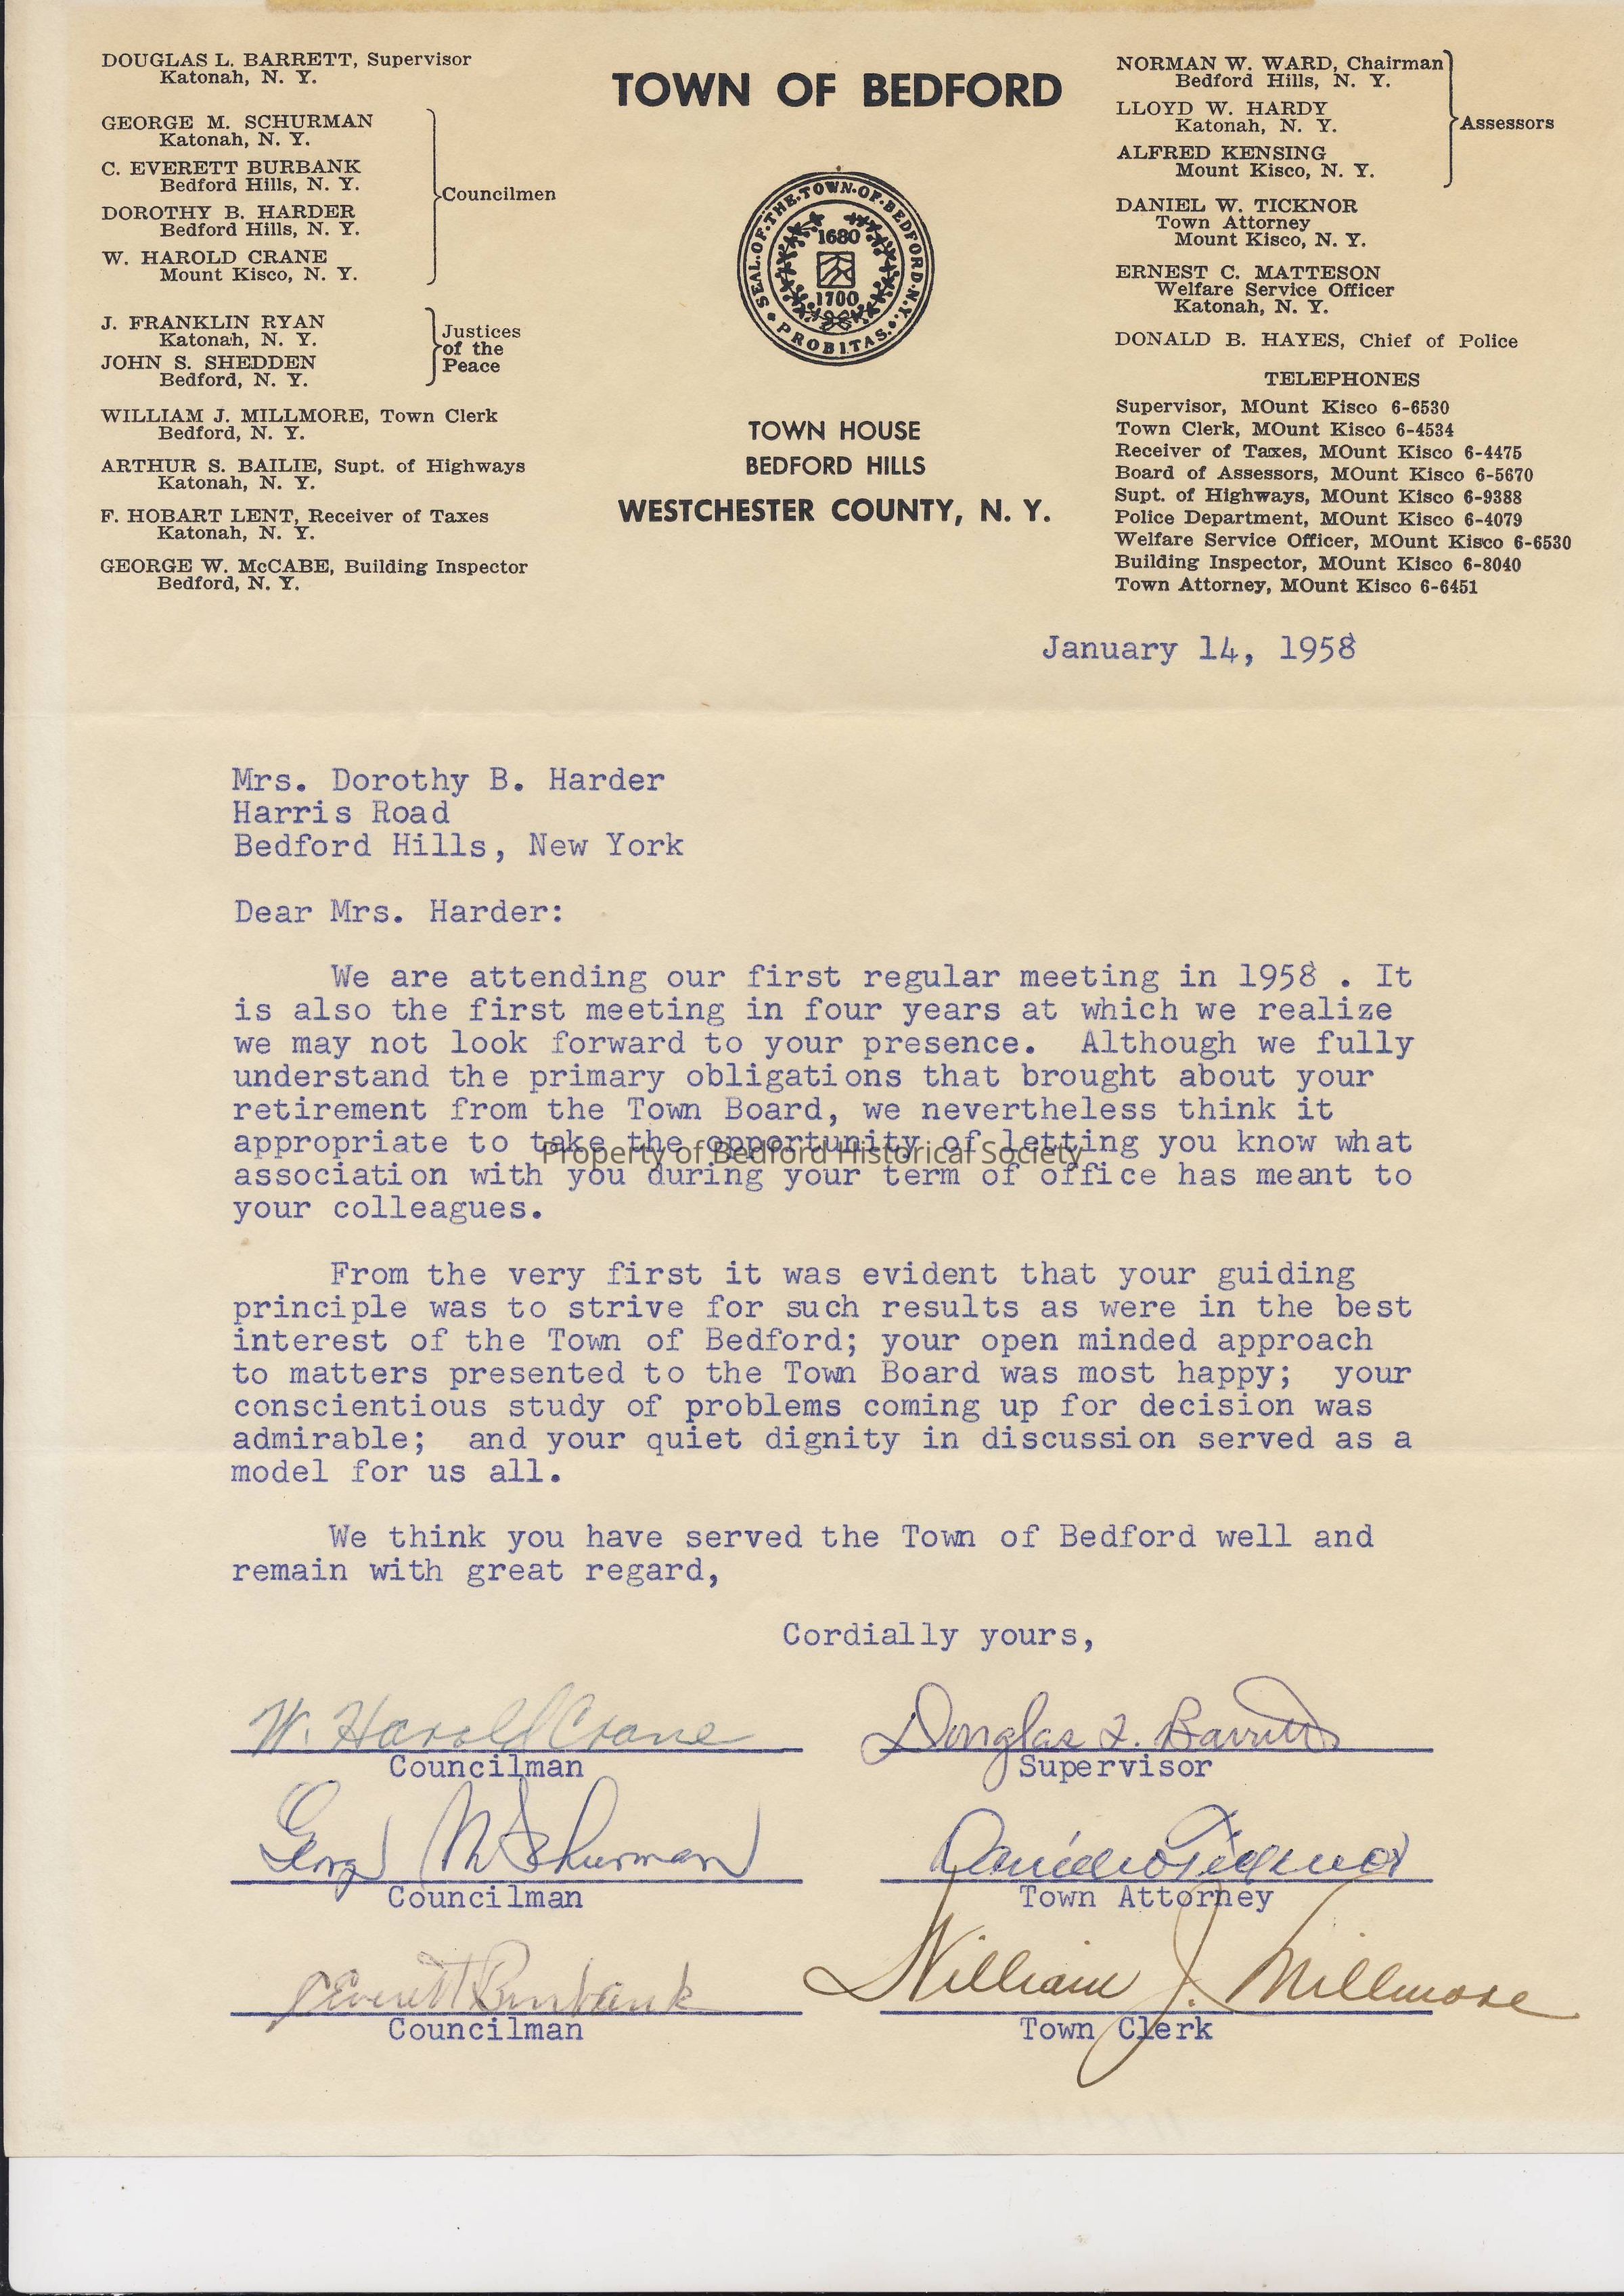 DOUGLAS L. BARRETT, Supervisor
Katonah, N. Y.
GEORGE M. SCHURMAN
Katonah, N. Y.
C. EVERETT BURBANK
Bedford Hills, N. Y.
DOROTHY B. HARDER
Bedford Hills, N. Y.
W. HAROLD CRANE
Mount Kisco, N. Y.
Councilmen
J. FRANKLIN RYAN
Katonah, N. Y.
JOHN S. SHEDDEN
Bedford, N. Y.
Justices
of the
Peace
WILLIAM J. MILLMORE, Town Clerk
Bedford, N. Y.
ARTHUR S. BAILIE, Supt. of Highways
Katonah, N. Y.
F. HOBART LENT, Receiver of Taxes
Katonah, N. Y.
GEORGE W. McCABE, Building Inspector
Bedford, N. Y.
TOWN OF BEDFORD
SEAL·OF·THE·TOWN·OF·BEDFORD·N.Y.
1680
1700
PROBITAS
TOWN HOUSE
BEDFORD HILLS
WESTCHESTER COUNTY, N. Y.
NORMAN W. WARD, Chairman
Bedford Hills, N. Y.
LLOYD W. HARDY
Katonah, N. Y.
ALFRED KENSING
Mount Kisco, N. Y.
Assessors
DANIEL W. TICKNOR
Town Attorney
Mount Kisco, N. Y.
ERNEST C. MATTESON
Welfare Service Officer
Katonah, N. Y.
DONALD B. HAYES, Chief of Police
TELEPHONES
Supervisor, MOunt Kisco 6-6530
Town Clerk, MOunt Kisco 6-4534
Receiver of Taxes, MOunt Kisco 6-4475
Board of Assessors, MOunt Kisco 6-5670
Supt. of Highways, MOunt Kisco 6-9388
Police Department, MOunt Kisco 6-4079
Welfare Service Officer, MOunt Kisco 6-6530
Building Inspector, MOunt Kisco 6-8040
Town Attorney, MOunt Kisco 6-6451
January 14, 1958
Mrs. Dorothy B. Harder
Harris Road
Bedford Hills, New York
Dear Mrs. Harder:
We are attending our first regular meeting in 1958 . It
is also the first meeting in four years at which we realize
we may not look forward to your presence. Although we fully
understand the primary obligations that brought about your
retirement from the Town Board, we nevertheless think it
appropriate to take the opportunity of letting you know what
Property of Bedford Historical Society
association with you during your term of office has meant to
your colleagues.
From the very first it was evident that your guiding
principle was to strive for such results as were in the best
interest of the Town of Bedford; your open minded approach
to matters presented to the Town Board was most happy; your
conscientious study of problems coming up for decision was
admirable; and your quiet dignity in discussion served as a
model for us all.
We think you have served the Town of Bedford well and
remain with great regard,
Cordially yours,
W. Harold Crane
Councilman
Douglas L. Barrett
Supervisor
George M Schurman
Councilman
Daniel W Ticknor
Town Attorney
C Everett Burbank
Councilman
William J. Millmore
Town Clerk